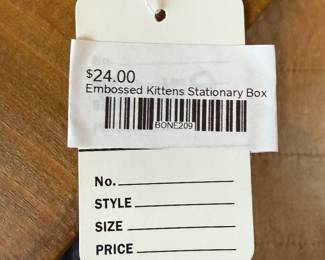 $24.00
Embossed Kittens Stationary Box
BONE209
No.
STYLE
SIZE
PRICE